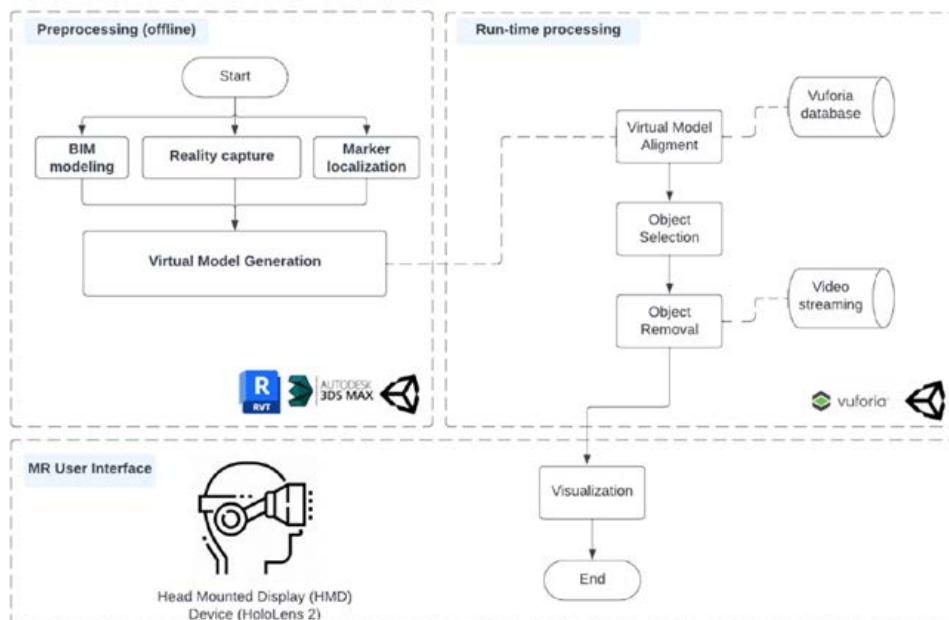 Preprocessing (offline)
Start
BIM
modeling
Reality capture
Marker
localization
Virtual Model Generation
R
RVT
AUTODESK
3DS MAX
Run-time processing
Virtual Model
Aligment
Vuforia
database
Object
Selection
Object
Removal
Video
streaming
vuforia
MR User Interface
Head Mounted Display (HMD)
Device (HoloLens 2)
Visualization
End